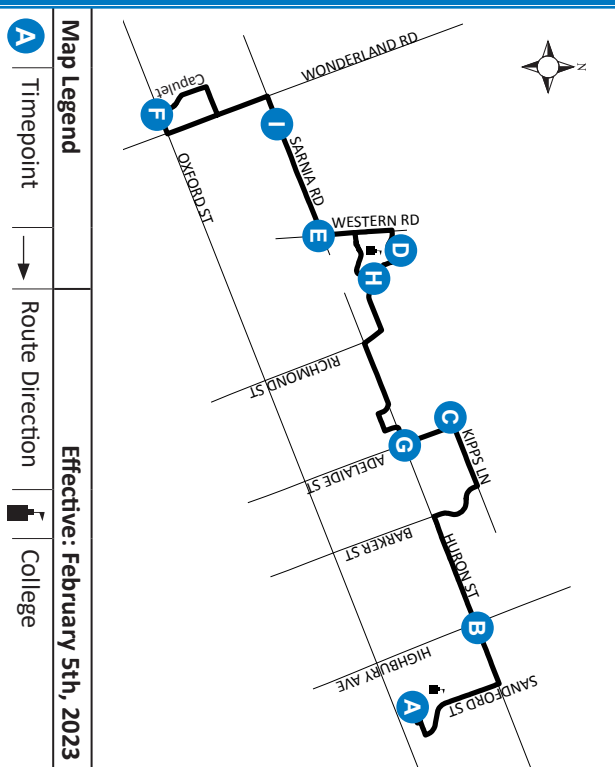 N
WONDERLAND RD
Capulet
F
I
SARNIA RD
OXFORD ST
WESTERN RD
E
D
H
RICHMOND ST
C
KIPPS LN
G
ADELAIDE ST
BARKER ST
HURON ST
B
HIGHBURY AVE
SANDFORD ST
A
Map Legend
Effective: February 5th, 2023
A
Timepoint
Route Direction
College